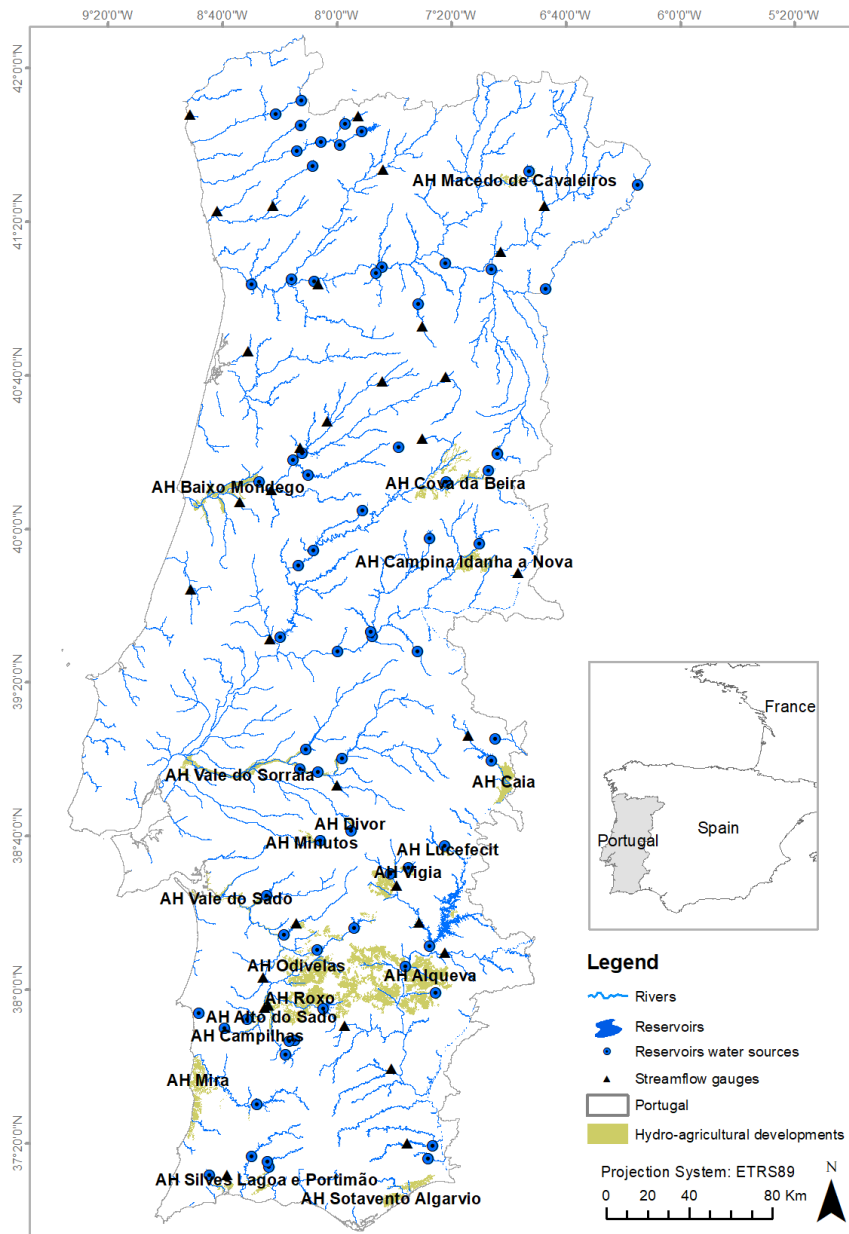 9°20'0"W 8°40'0"W 8°0'0"W 7°20'0"W 6°40'0"W 6°0'0"W 5°20'0"W
42°0'0"N
AH Macedo de Cavaleiros
41°20'0"N
40°40'0"N
AH Baixo Mondego
AH Cova da Beira
40°0'0"N
AH Campina Idanha a Nova
39°20'0"N
France
AH Vale do Sorraia
AH Caia
Portugal
Spain
AH Divor
38°40'0"N
AH Minutos
AH Lucefecit
AH Vigia
AH Vale do Sado
AH Odivelas
AH Alqueva
38°0'0"N
AH Roxo
AH Alto do Sado
AH Campilhas
AH Mira
37°20'0"N
AH Silves Lagoa e Portimão
AH Sotavento Algarvio
Legend
Rivers
Reservoirs
Reservoirs water sources
Streamflow gauges
Portugal
Hydro-agricultural developments
Projection System: ETRS89
N
0 20 40 80 Km